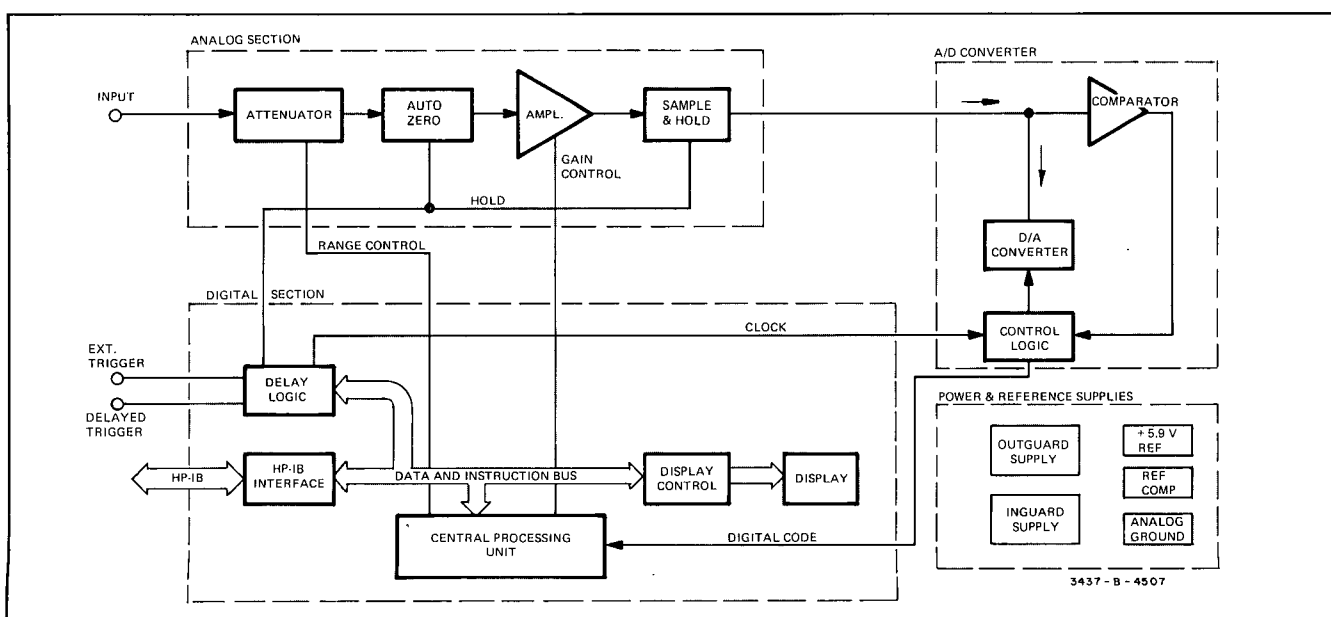 ANALOG SECTION
INPUT
ATTENUATOR
AUTO
ZERO
AMPL.
SAMPLE
& HOLD
GAIN
CONTROL
HOLD
RANGE CONTROL
A/D CONVERTER
COMPARATOR
D/A
CONVERTER
CONTROL
LOGIC
DIGITAL SECTION
CLOCK
EXT.
TRIGGER
DELAYED
TRIGGER
DELAY
LOGIC
HP-IB
HP-IB
INTERFACE
DATA AND INSTRUCTION BUS
DISPLAY
CONTROL
DISPLAY
CENTRAL PROCESSING
UNIT
DIGITAL CODE
POWER & REFERENCE SUPPLIES
OUTGUARD
SUPPLY
+5.9 V
REF
REF
COMP
INGUARD
SUPPLY
ANALOG
GROUND
3437-B-4507